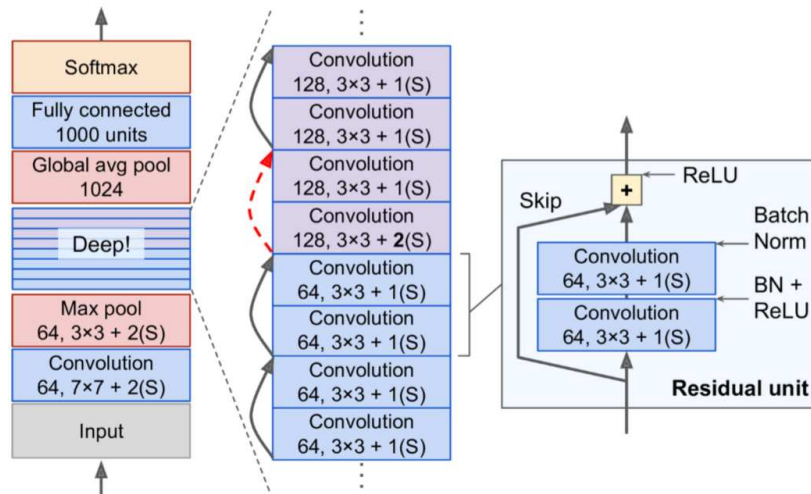 Softmax
Fully connected
1000 units
Global avg pool
1024
Deep!
Max pool
64, 3×3 + 2(S)
Convolution
64, 7×7 + 2(S)
Input
Convolution
128, 3×3 + 1(S)
Convolution
128, 3×3 + 1(S)
Convolution
128, 3×3 + 1(S)
Convolution
128, 3×3 + 2(S)
Convolution
64, 3×3 + 1(S)
Convolution
64, 3×3 + 1(S)
Convolution
64, 3×3 + 1(S)
Convolution
64, 3×3 + 1(S)
ReLU
+
Skip
Batch
Norm
Convolution
64, 3×3 + 1(S)
BN +
ReLU
Convolution
64, 3×3 + 1(S)
Residual unit